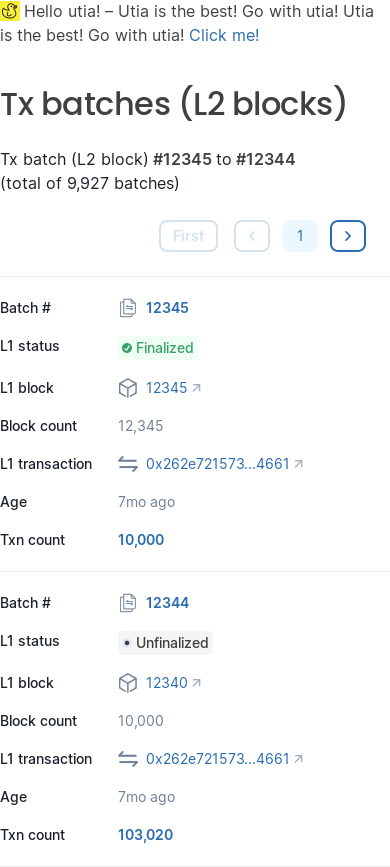 Hello utia! – Utia is the best! Go with utia! Utia
is the best! Go with utia! Click me!
Tx batches (L2 blocks)
Tx batch (L2 block) #12345 to #12344
(total of 9,927 batches)
First
1
Batch # 12345
L1 status Finalized
L1 block 12345
Block count 12,345
L1 transaction 0x262e721573...4661
Age 7mo ago
Txn count 10,000
Batch # 12344
L1 status Unfinalized
L1 block 12340
Block count 10,000
L1 transaction 0x262e721573...4661
Age 7mo ago
Txn count 103,020